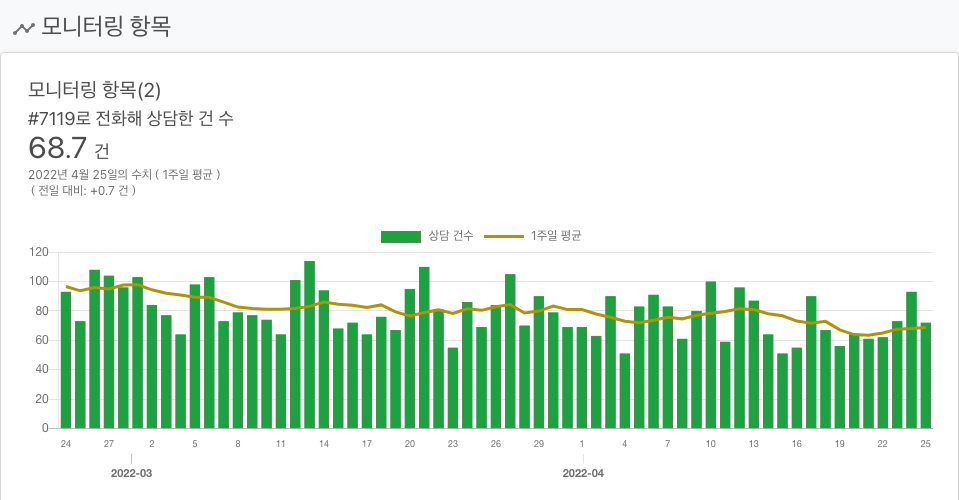 모니터링 항목
모니터링 항목(2)
#7119로 전화해 상담한 건 수
68.7 건
2022년 4월 25일의 수치 ( 1주일 평균 )
( 전일 대비: +0.7 건 )
상담 건수 1주일 평균
120
100
80
60
40
20
0
24 27 2 5 8 11 14 17 20 23 26 29 1 4 7 10 13 16 19 22 25
2022-03 2022-04